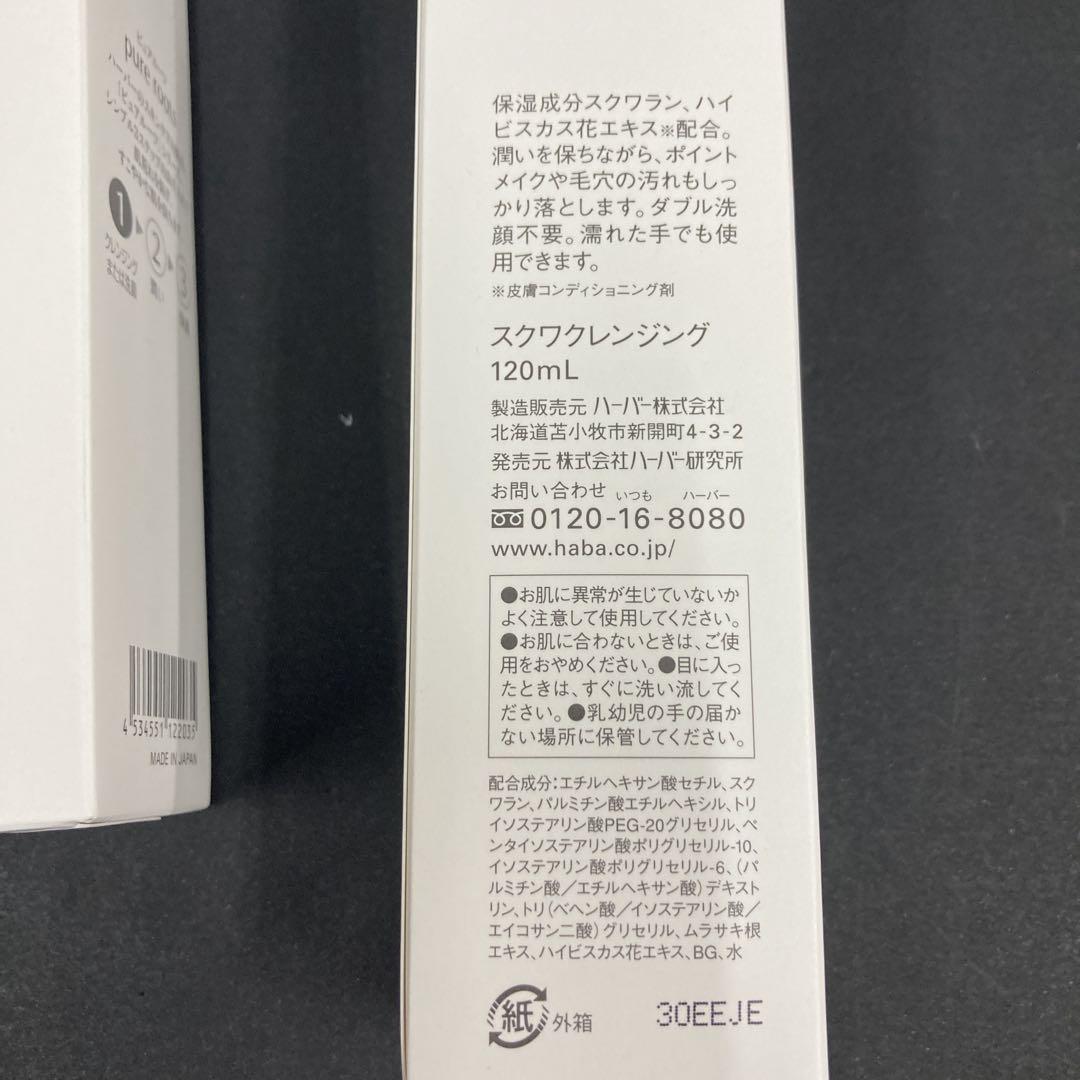 ピュアルーツ
pure roots
1
2
3
クレンジング
または洗顔
潤い
4 534551 122035
MADE IN JAPAN
保湿成分スクワラン、ハイ
ビスカス花エキス※配合。
潤いを保ちながら、ポイント
メイクや毛穴の汚れもしっ
かり落とします。ダブル洗
顔不要。濡れた手でも使
用できます。
※皮膚コンディショニング剤
スクワクレンジング
120mL
製造販売元 ハーバー株式会社
北海道苫小牧市新開町4-3-2
発売元 株式会社ハーバー研究所
お問い合わせ いつも ハーバー
0120-16-8080
www.haba.co.jp/
●お肌に異常が生じていないか
よく注意して使用してください。
●お肌に合わないときは、ご使
用をおやめください。●目に入っ
たときは、すぐに洗い流してく
ださい。●乳幼児の手の届か
ない場所に保管してください。
配合成分:エチルヘキサン酸セチル、スク
ワラン、パルミチン酸エチルヘキシル、トリ
イソステアリン酸PEG-20グリセリル、ペ
ンタイソステアリン酸ポリグリセリル-10、
イソステアリン酸ポリグリセリル-6、(パ
ルミチン酸/エチルヘキサン酸)デキスト
リン、トリ(ベヘン酸/イソステアリン酸/
エイコサン二酸)グリセリル、ムラサキ根
エキス、ハイビスカス花エキス、BG、水
紙 外箱
30EEJE